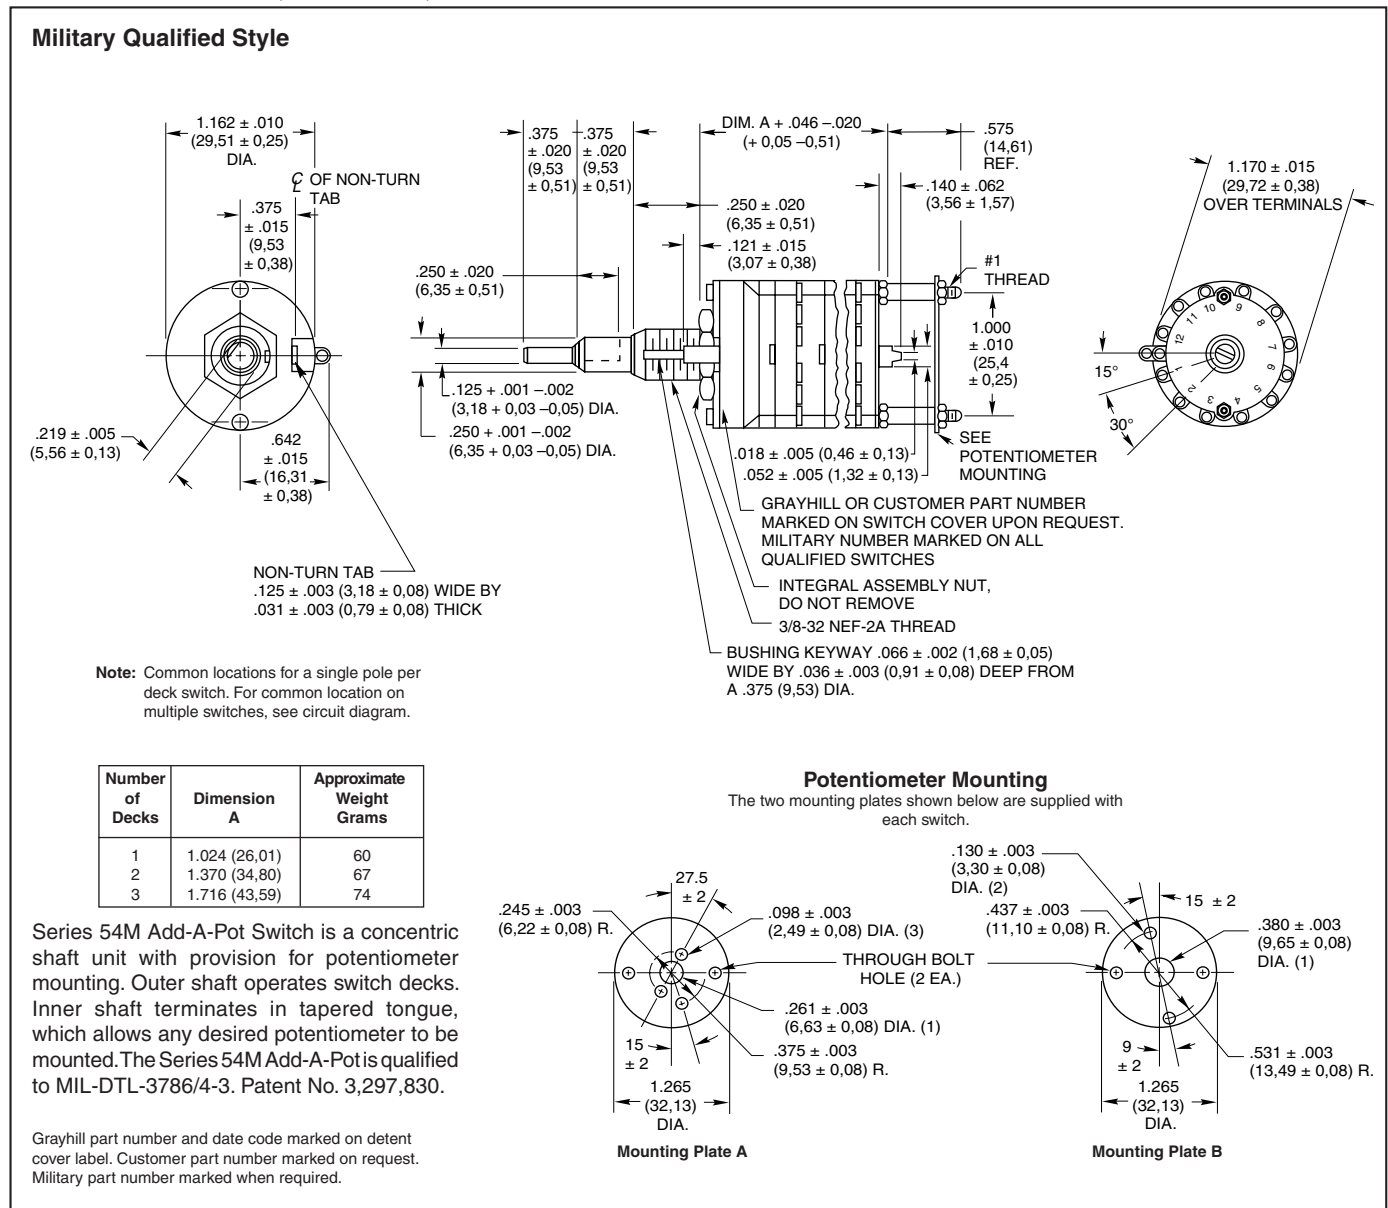 Military Qualified Style
1.162 ± .010
(29,51 ± 0,25)
DIA.
℄ OF NON-TURN
TAB
.375
± .015
(9,53
± 0,38)
.219 ± .005
(5,56 ± 0,13)
.642
± .015
(16,31
± 0,38)
NON-TURN TAB
.125 ± .003 (3,18 ± 0,08) WIDE BY
.031 ± .003 (0,79 ± 0,08) THICK
.375
± .020
(9,53
± 0,51)
.375
± .020
(9,53
± 0,51)
DIM. A + .046 –.020
(+ 0,05 –0,51)
.575
(14,61)
REF.
.140 ± .062
(3,56 ± 1,57)
.250 ± .020
(6,35 ± 0,51)
.121 ± .015
(3,07 ± 0,38)
.250 ± .020
(6,35 ± 0,51)
#1
THREAD
1.000
± .010
(25,4
± 0,25)
.125 + .001 –.002
(3,18 + 0,03 –0,05) DIA.
.250 + .001 –.002
(6,35 + 0,03 –0,05) DIA.
.018 ± .005 (0,46 ± 0,13)
.052 ± .005 (1,32 ± 0,13)
SEE
POTENTIOMETER
MOUNTING
GRAYHILL OR CUSTOMER PART NUMBER
MARKED ON SWITCH COVER UPON REQUEST.
MILITARY NUMBER MARKED ON ALL
QUALIFIED SWITCHES
INTEGRAL ASSEMBLY NUT,
DO NOT REMOVE
3/8-32 NEF-2A THREAD
BUSHING KEYWAY .066 ± .002 (1,68 ± 0,05)
WIDE BY .036 ± .003 (0,91 ± 0,08) DEEP FROM
A .375 (9,53) DIA.
1.170 ± .015
(29,72 ± 0,38)
OVER TERMINALS
1
2
3
4
5
6
7
8
9
10
11
12
15°
30°
Note: Common locations for a single pole per
deck switch. For common location on
multiple switches, see circuit diagram.
Number of Decks Dimension A Approximate Weight Grams
1 1.024 (26,01) 60
2 1.370 (34,80) 67
3 1.716 (43,59) 74
Series 54M Add-A-Pot Switch is a concentric
shaft unit with provision for potentiometer
mounting. Outer shaft operates switch decks.
Inner shaft terminates in tapered tongue,
which allows any desired potentiometer to be
mounted. The Series 54M Add-A-Pot is qualified
to MIL-DTL-3786/4-3. Patent No. 3,297,830.
Grayhill part number and date code marked on detent
cover label. Customer part number marked on request.
Military part number marked when required.
Potentiometer Mounting
The two mounting plates shown below are supplied with
each switch.
27.5
± 2
.245 ± .003
(6,22 ± 0,08) R.
.098 ± .003
(2,49 ± 0,08) DIA. (3)
THROUGH BOLT
HOLE (2 EA.)
.261 ± .003
(6,63 ± 0,08) DIA. (1)
15
± 2
.375 ± .003
(9,53 ± 0,08) R.
1.265
(32,13)
DIA.
Mounting Plate A
.130 ± .003
(3,30 ± 0,08)
DIA. (2)
15 ± 2
.437 ± .003
(11,10 ± 0,08) R.
.380 ± .003
(9,65 ± 0,08)
DIA. (1)
9
± 2
.531 ± .003
(13,49 ± 0,08) R.
1.265
(32,13)
DIA.
Mounting Plate B